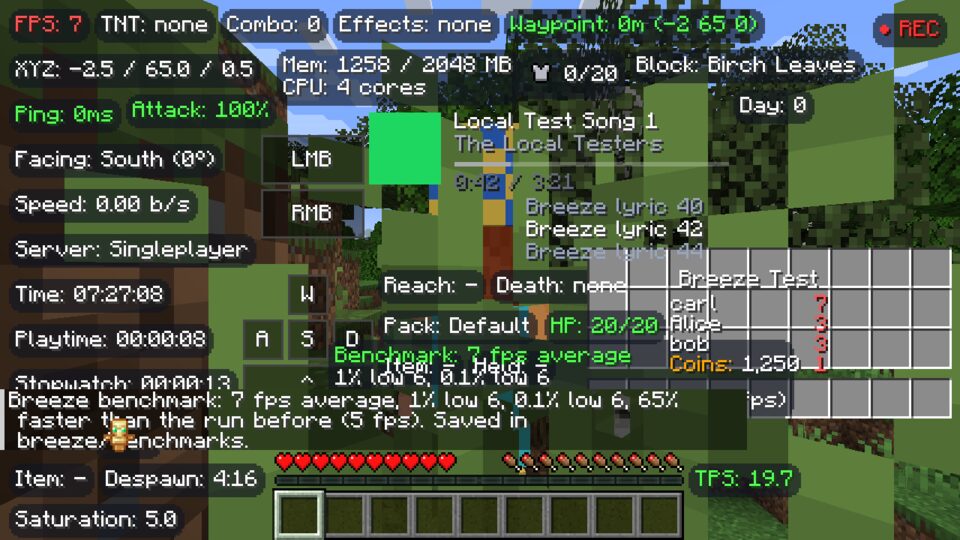 FPS: 7
TNT: none
Combo: 0
Effects: none
Waypoint: 0m (-2 65 0)
REC
XYZ: -2.5 / 65.0 / 0.5
Mem: 1258 / 2048 MB
CPU: 4 cores
0/20
Block: Birch Leaves
Ping: 0ms
Attack: 100%
Day: 0
Local Test Song 1
The Local Testers
0:42 / 3:21
Facing: South (0°)
LMB
Speed: 0.00 b/s
RMB
Breeze lyric 40
Breeze lyric 42
Breeze lyric 44
Server: Singleplayer
Reach: -
Death: none
Breeze Test
Time: 07:27:08
W
carl 7
Alice 3
bob 3
Coins: 1,250 1
Pack: Default
HP: 20/20
Playtime: 00:00:08
A
S
D
Benchmark: 7 fps average
1% low 6, 0.1% low 6
Item: - Held: -
Stopwatch: 00:00:13
Breeze benchmark: 7 fps average, 1% low 6, 0.1% low 6, 65%
faster than the run before (5 fps). Saved in
breeze/benchmarks.
fps)
Item: -
Despawn: 4:16
TPS: 19.7
Saturation: 5.0